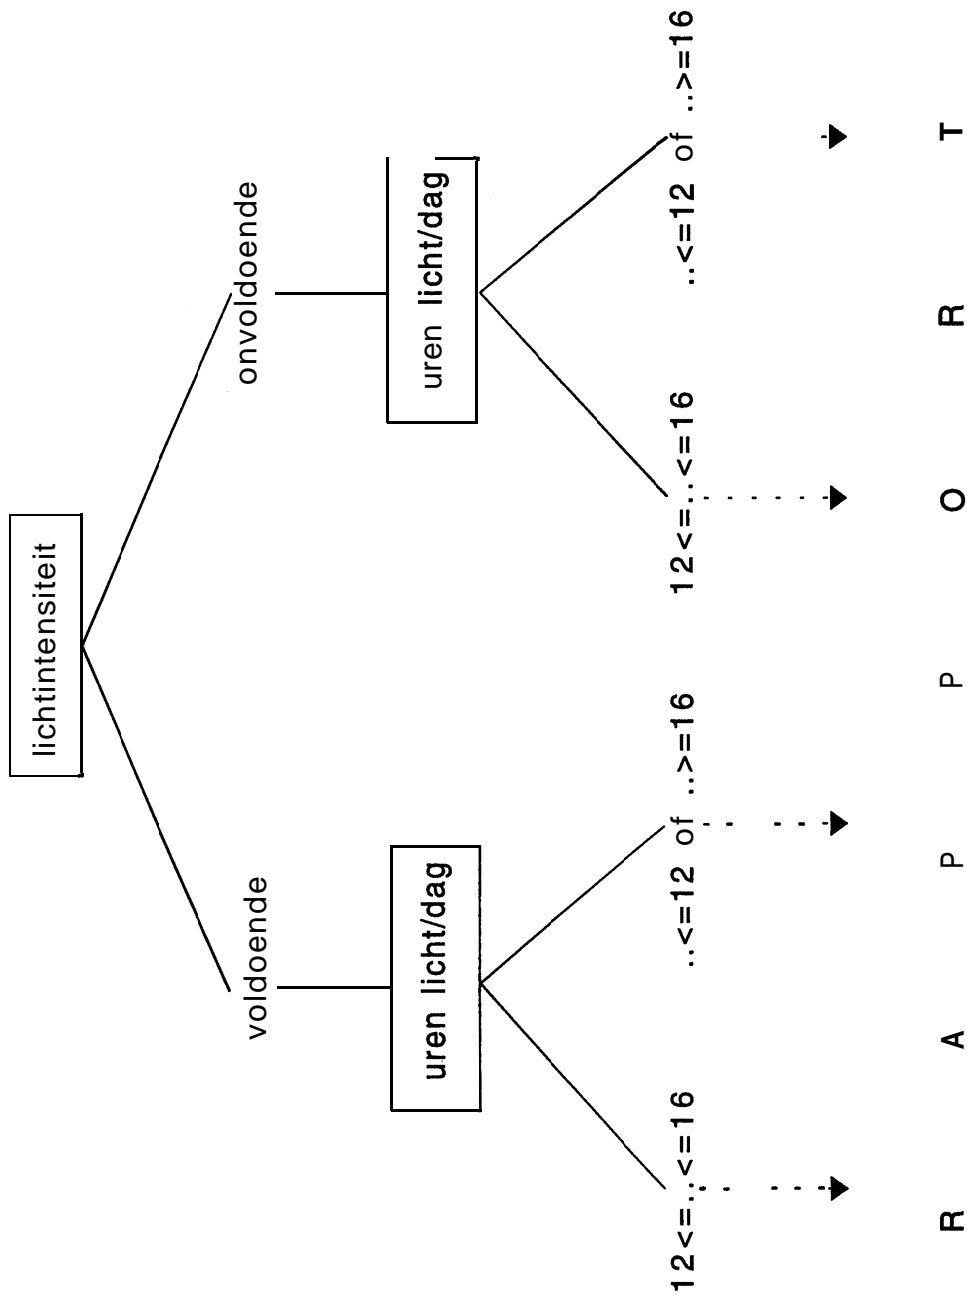 lichtintensiteit
voldoende onvoldoende
uren licht/dag uren licht/dag
12<=..<=16 ..<=12 of ..>=16 12<=..<=16 ..<=12 of ..>=16
R A P P O R T